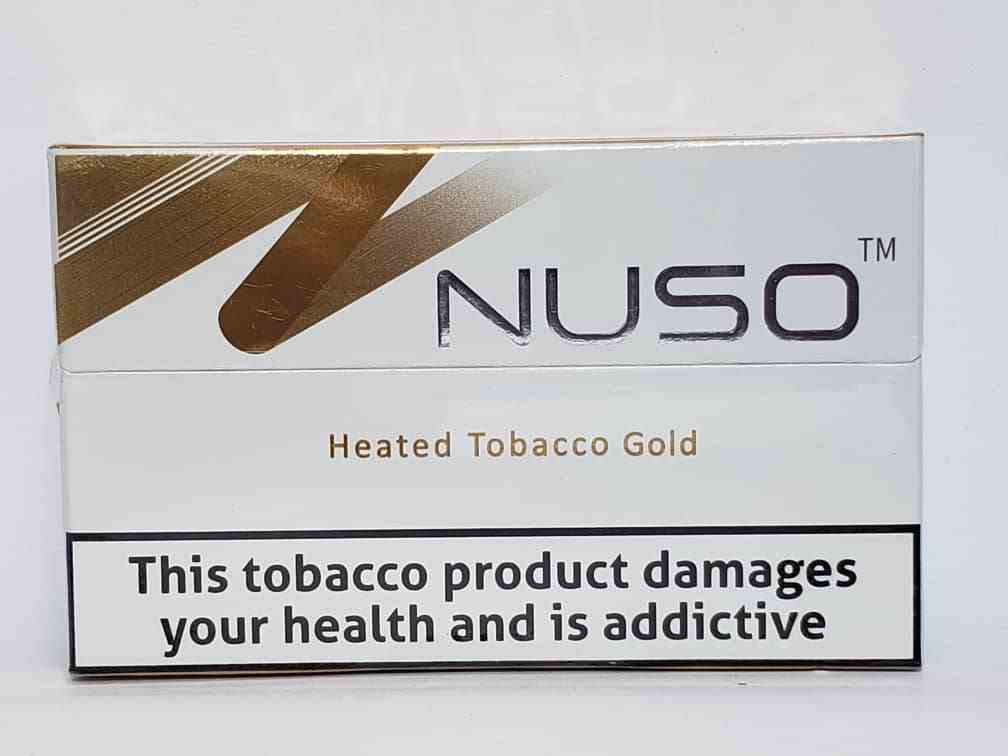 NUSO™
Heated Tobacco Gold
This tobacco product damages
your health and is addictive